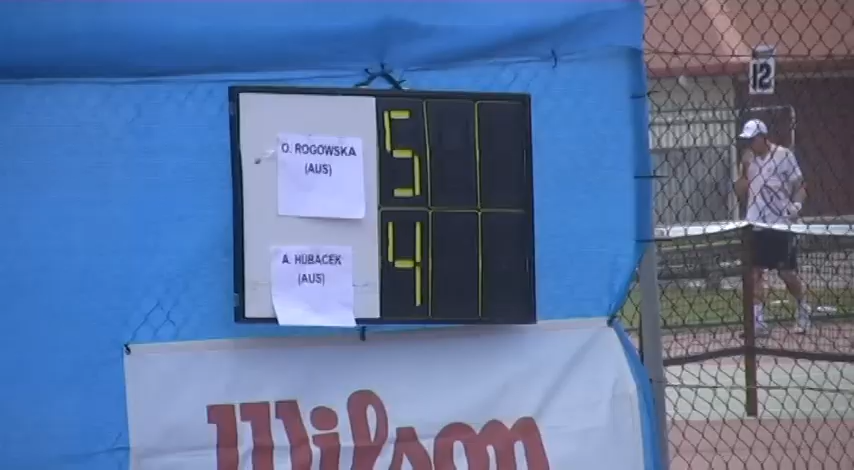 O. ROGOWSKA
(AUS)
5
A. HUBACEK
(AUS)
4
12
Wilson